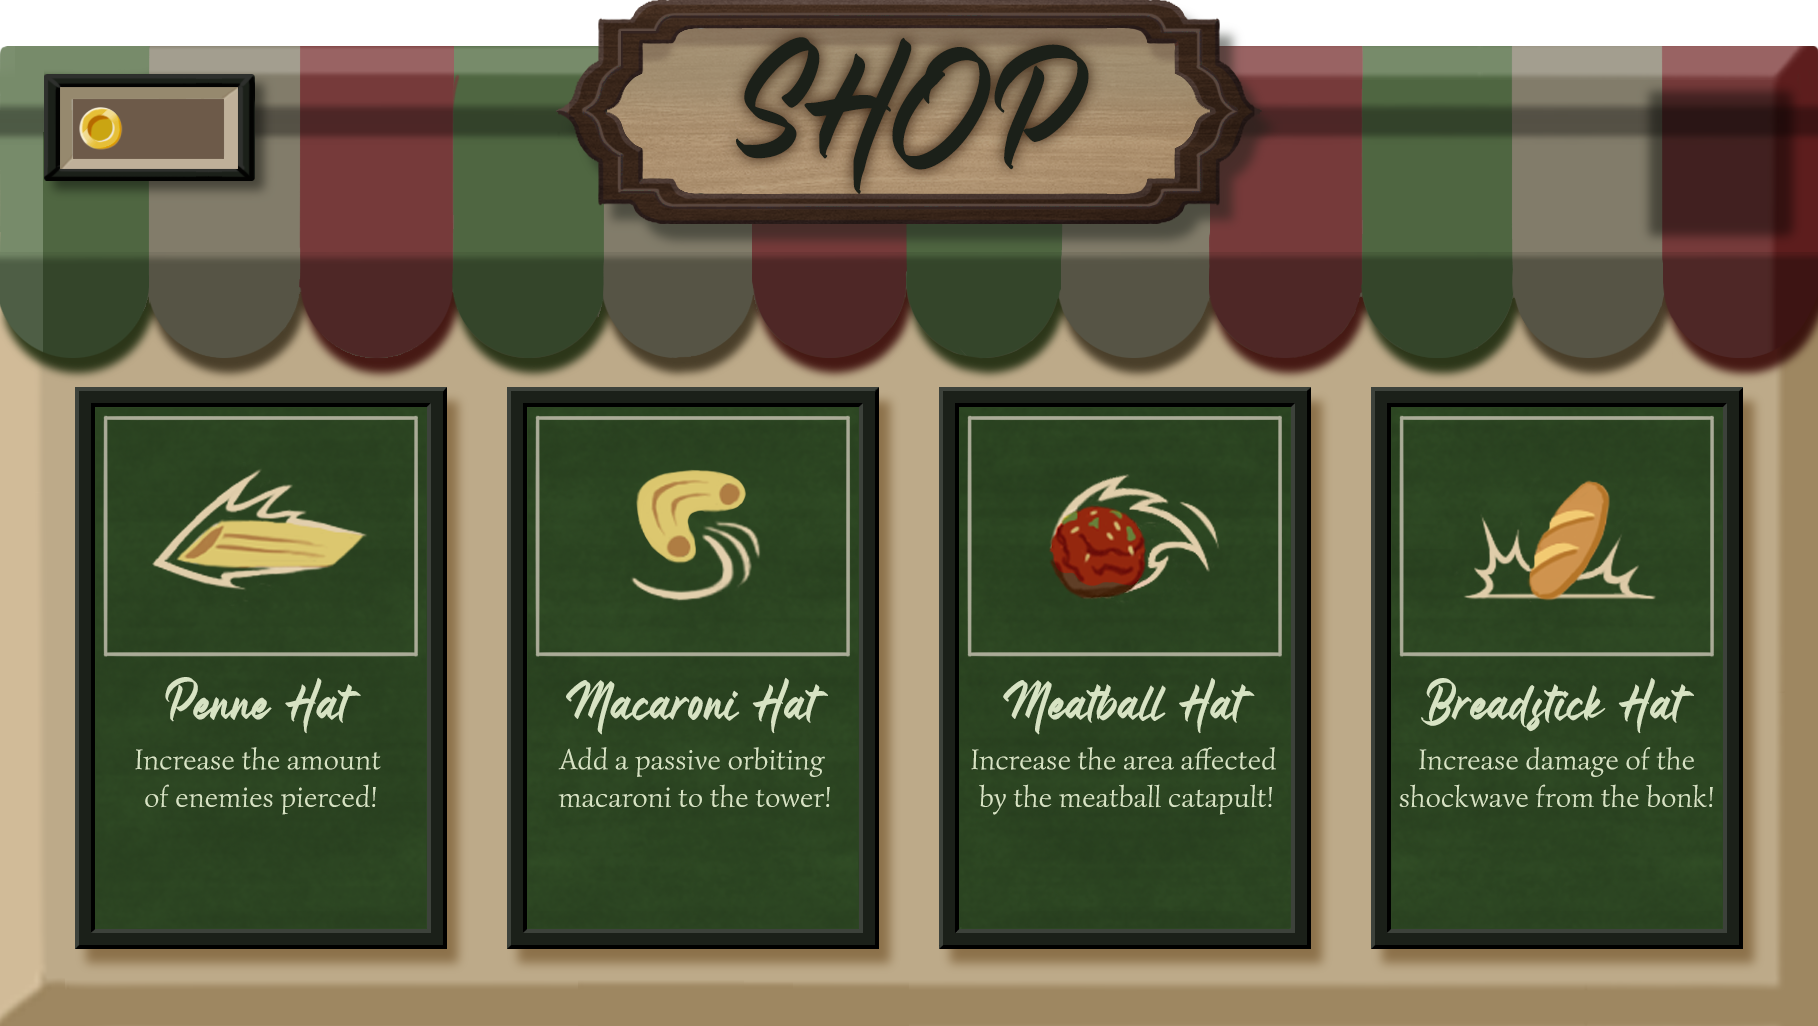 SHOP
Penne Hat
Increase the amount
of enemies pierced!
Macaroni Hat
Add a passive orbiting
macaroni to the tower!
Meatball Hat
Increase the area affected
by the meatball catapult!
Breadstick Hat
Increase damage of the
shockwave from the bonk!